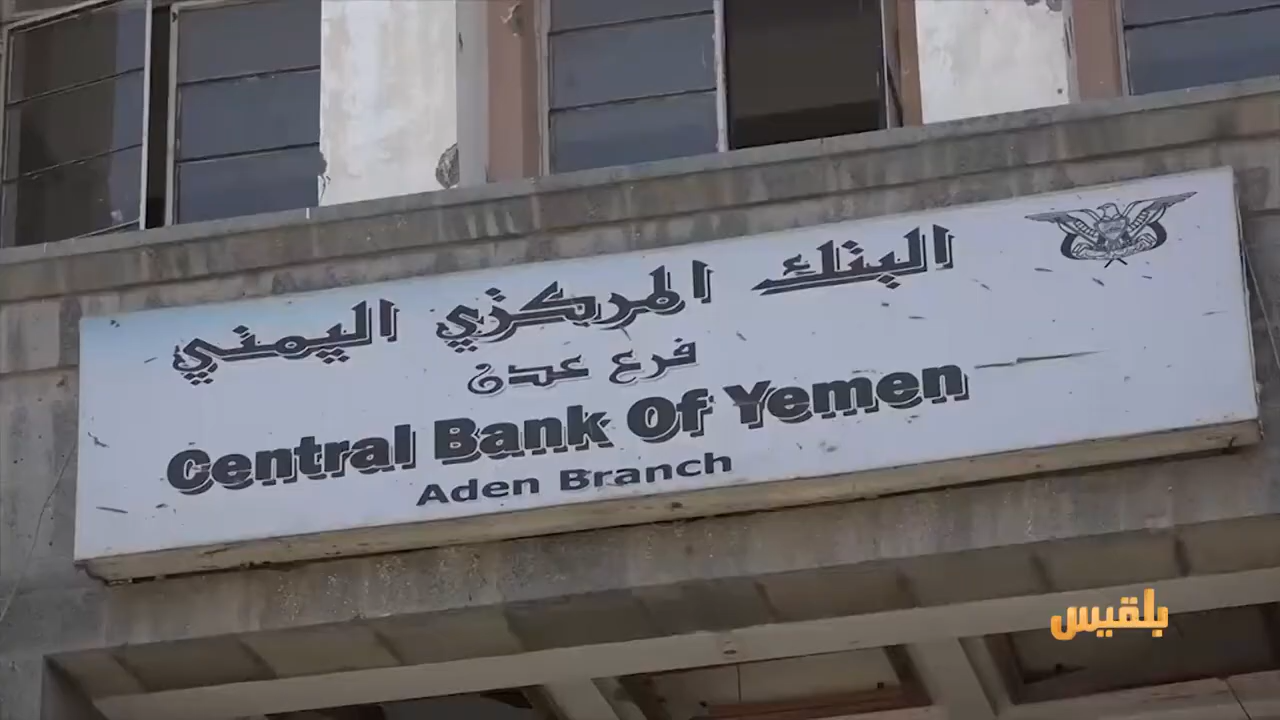 البنك المركزي اليمني
فرع عدن
Central Bank Of Yemen
Aden Branch
بلقيس